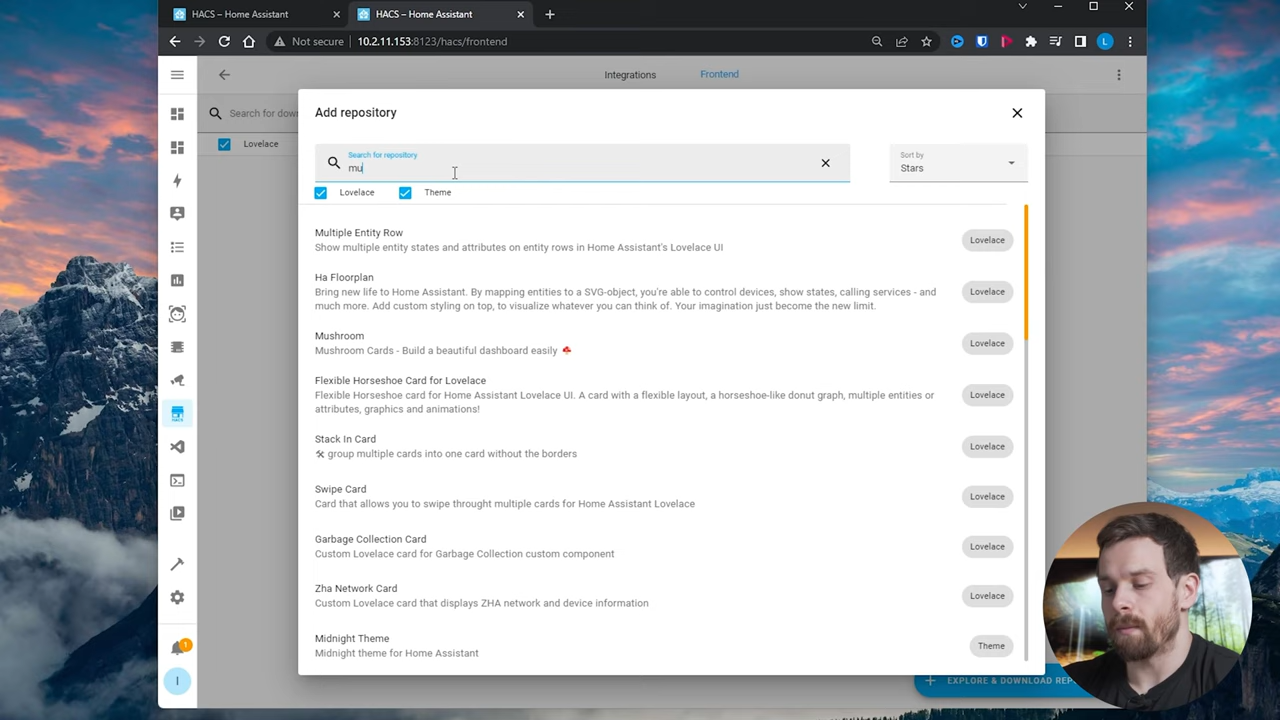 HACS – Home Assistant
HACS – Home Assistant
Not secure
10.2.11.153:8123/hacs/frontend
L
Integrations
Frontend
Search for down
Lovelace
Add repository
Search for repository
mu
Sort by
Stars
Lovelace
Theme
Multiple Entity Row
Show multiple entity states and attributes on entity rows in Home Assistant's Lovelace UI
Lovelace
Ha Floorplan
Bring new life to Home Assistant. By mapping entities to a SVG-object, you're able to control devices, show states, calling services - and
much more. Add custom styling on top, to visualize whatever you can think of. Your imagination just become the new limit.
Lovelace
Mushroom
Mushroom Cards - Build a beautiful dashboard easily
Lovelace
Flexible Horseshoe Card for Lovelace
Flexible Horseshoe card for Home Assistant Lovelace UI. A card with a flexible layout, a horseshoe-like donut graph, multiple entities or
attributes, graphics and animations!
Lovelace
Stack In Card
group multiple cards into one card without the borders
Lovelace
Swipe Card
Card that allows you to swipe throught multiple cards for Home Assistant Lovelace
Lovelace
Garbage Collection Card
Custom Lovelace card for Garbage Collection custom component
Lovelace
Zha Network Card
Custom Lovelace card that displays ZHA network and device information
Lovelace
Midnight Theme
Midnight theme for Home Assistant
Theme
HACS
1
I
EXPLORE & DOWNLOAD REP